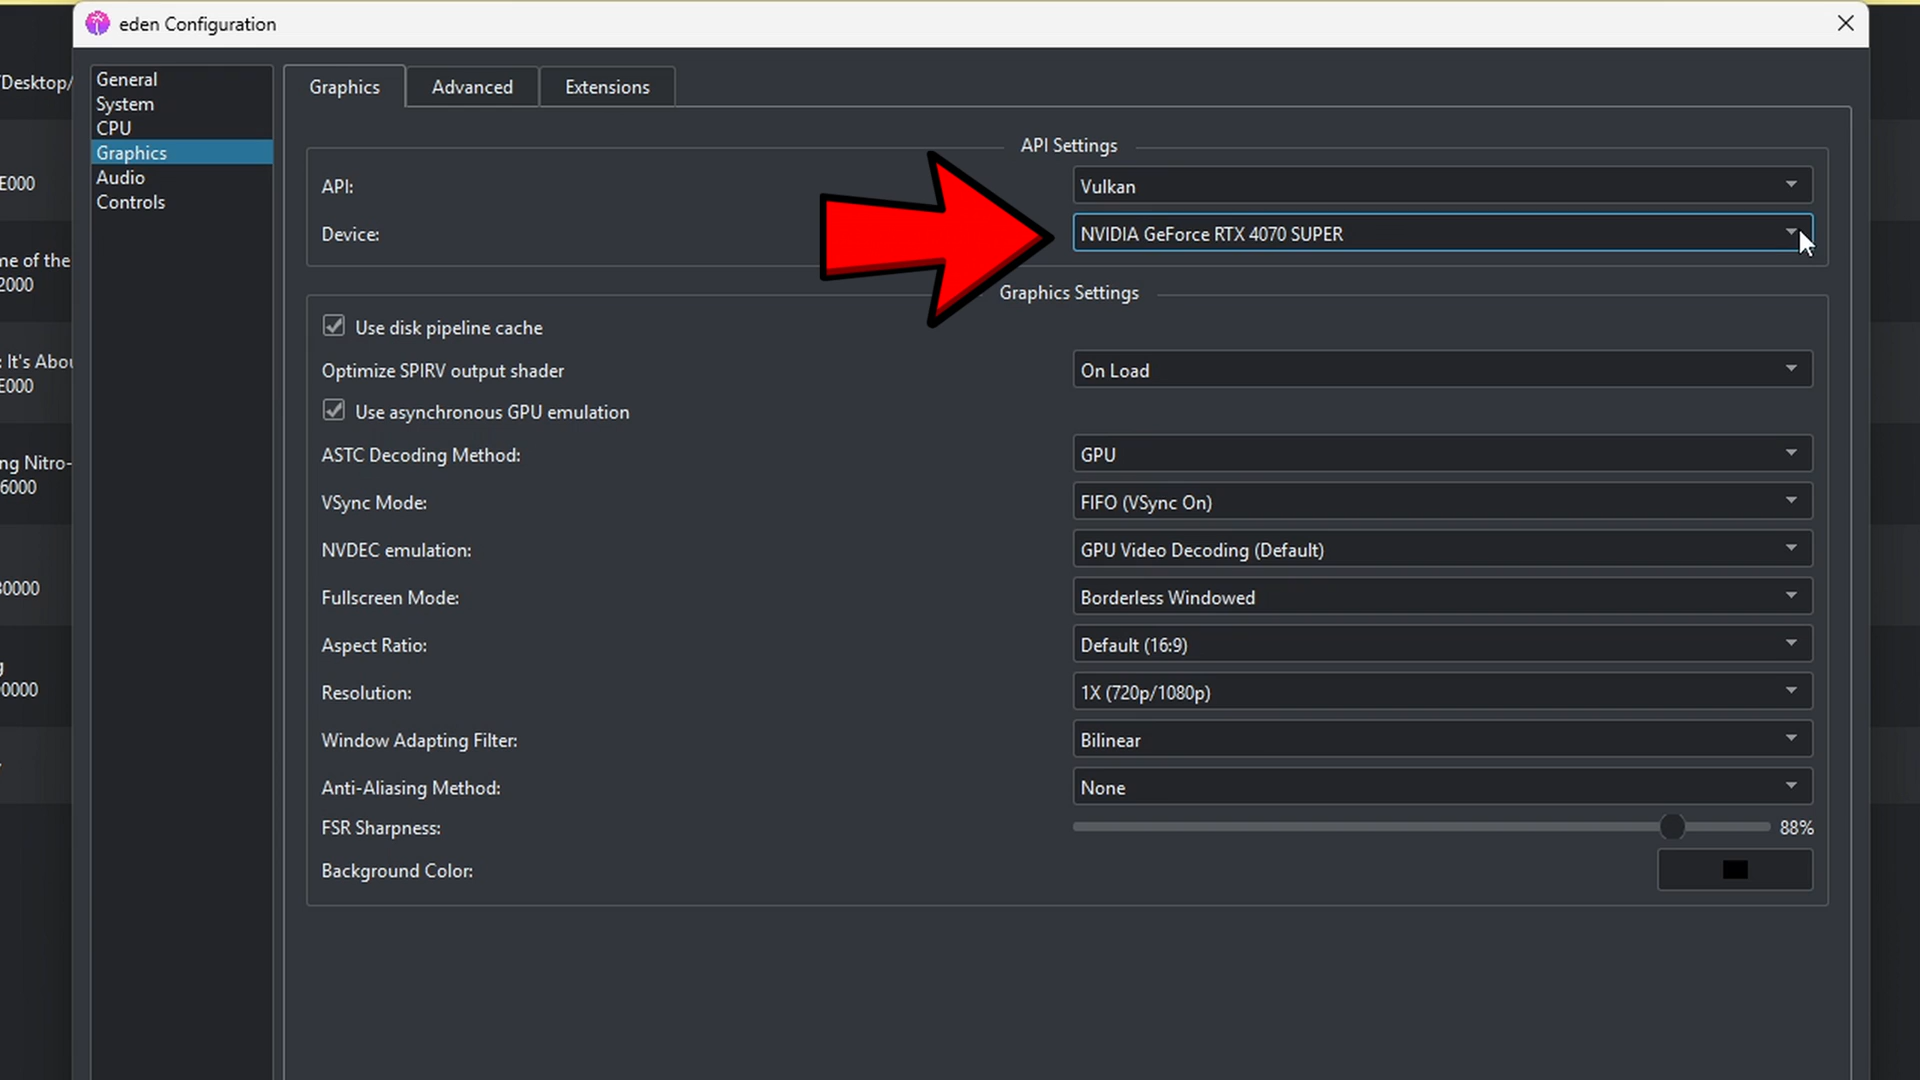 eden Configuration
/Desktop/
E000
me of the
2000
: It's Abou
E000
ng Nitro-
6000
0000
0000
General
System
CPU
Graphics
Audio
Controls
Graphics
Advanced
Extensions
API Settings
API:
Vulkan
Device:
NVIDIA GeForce RTX 4070 SUPER
Graphics Settings
Use disk pipeline cache
Optimize SPIRV output shader
On Load
Use asynchronous GPU emulation
ASTC Decoding Method:
GPU
VSync Mode:
FIFO (VSync On)
NVDEC emulation:
GPU Video Decoding (Default)
Fullscreen Mode:
Borderless Windowed
Aspect Ratio:
Default (16:9)
Resolution:
1X (720p/1080p)
Window Adapting Filter:
Bilinear
Anti-Aliasing Method:
None
FSR Sharpness:
88%
Background Color: